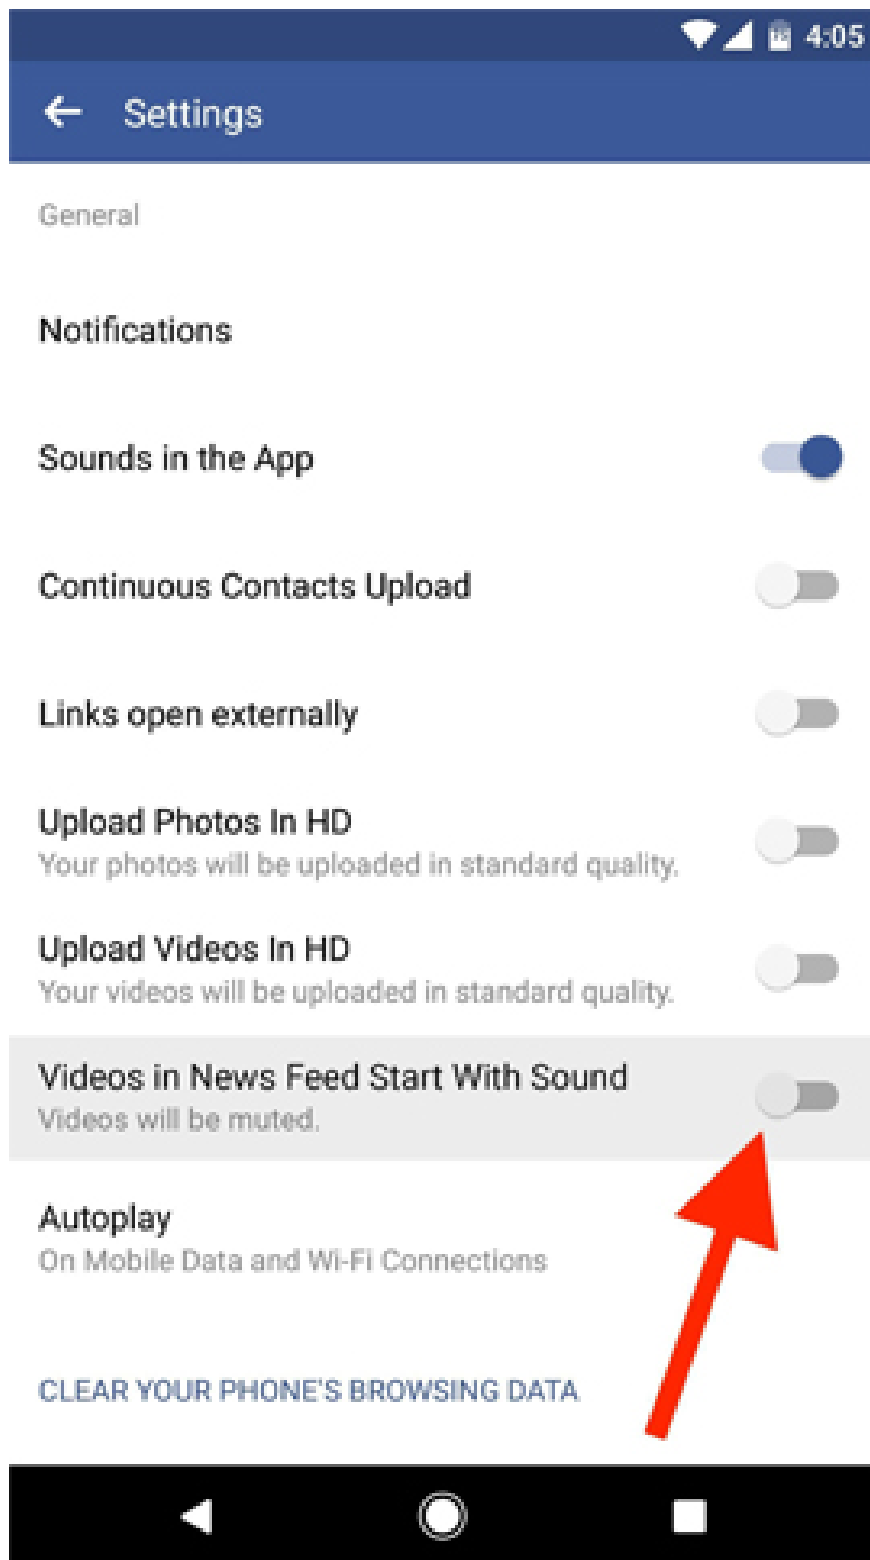 4:05
Settings
General
Notifications
Sounds in the App
Continuous Contacts Upload
Links open externally
Upload Photos In HD
Your photos will be uploaded in standard quality.
Upload Videos In HD
Your videos will be uploaded in standard quality.
Videos in News Feed Start With Sound
Videos will be muted.
Autoplay
On Mobile Data and Wi-Fi Connections
CLEAR YOUR PHONE'S BROWSING DATA